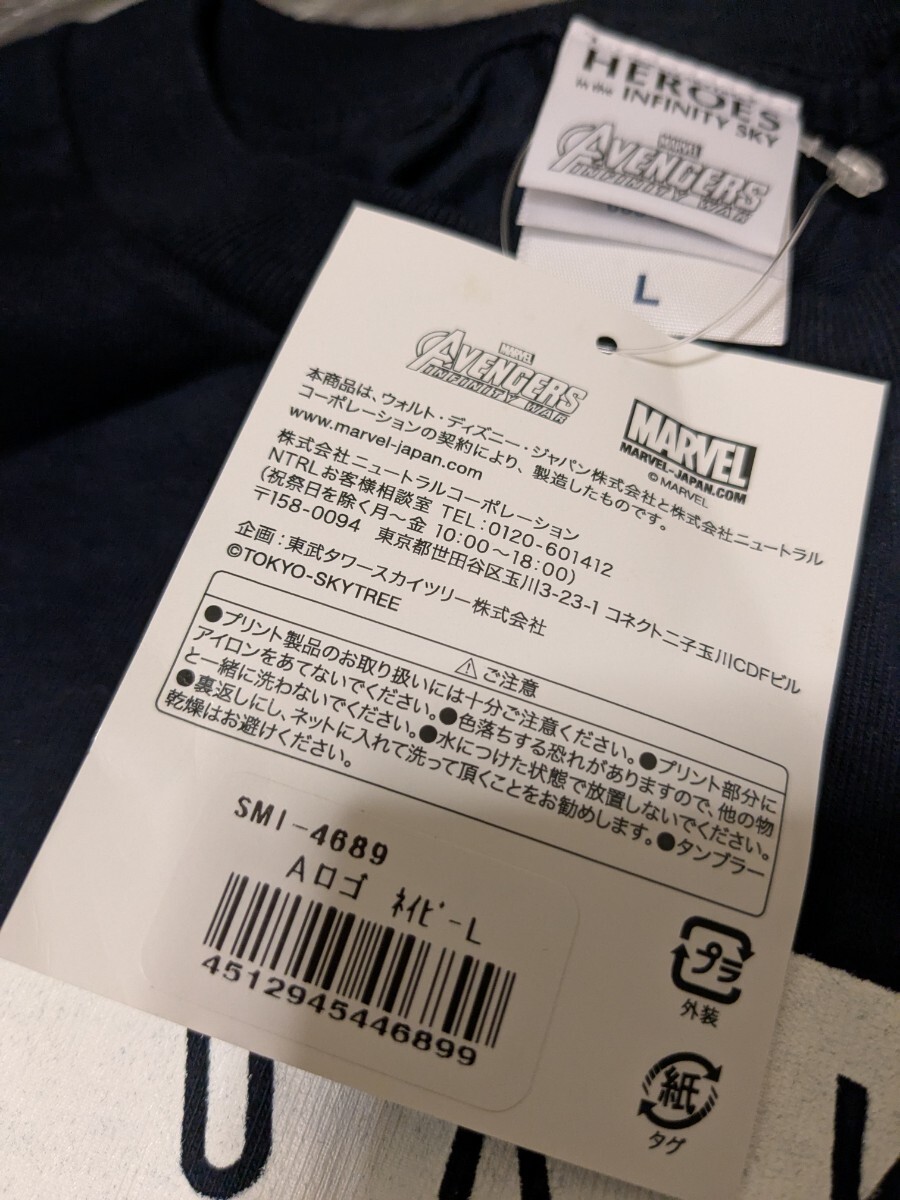 HEROES
in the INFINITY SKY
MARVEL
AVENGERS
INFINITY WAR
L
MARVEL
AVENGERS
INFINITY WAR
MARVEL
MARVEL-JAPAN.COM
© MARVEL
本商品は、ウォルト・ディズニー・ジャパン株式会社と株式会社ニュートラル
コーポレーションの契約により、製造したものです。
www.marvel-japan.com
株式会社ニュートラルコーポレーション
NTRLお客様相談室 TEL:0120-601412
(祝祭日を除く月〜金 10:00〜18:00)
〒158-0094 東京都世田谷区玉川3-23-1 コネクト二子玉川CDFビル
企画:東武タワースカイツリー株式会社
©TOKYO-SKYTREE
⚠ご注意
●プリント製品のお取り扱いには十分ご注意ください。●プリント部分に
アイロンをあてないでください。●色落ちする恐れがありますので、他の物
と一緒に洗わないでください。●水につけた状態で放置しないでください。
●裏返しにし、ネットに入れて洗って頂くことをお勧めします。●タンブラー
乾燥はお避けください。
SMI-4689
Aロゴ ﾈｲﾋﾞｰL
4512945446899
プラ
外装
紙
タグ